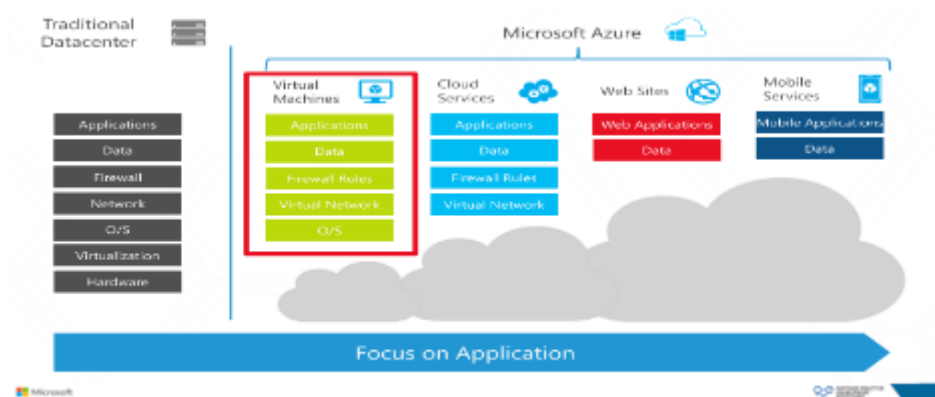 Traditional
Datacenter
Microsoft Azure
Virtual
Machines
Cloud
Services
Web Sites
Mobile
Services
Applications
Data
Firewall
Network
O/S
Virtualization
Hardware
Applications
Data
Firewall Rules
Virtual Network
O/S
Applications
Data
Firewall Rules
Virtual Network
Web Applications
Data
Mobile Applications
Data
Focus on Application
Microsoft